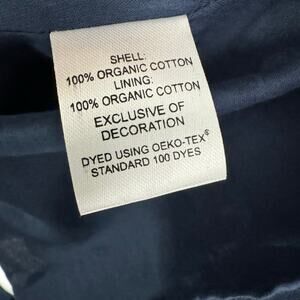 SHELL:
100% ORGANIC COTTON
LINING:
100% ORGANIC COTTON
EXCLUSIVE OF
DECORATION
DYED USING OEKO-TEX®
STANDARD 100 DYES